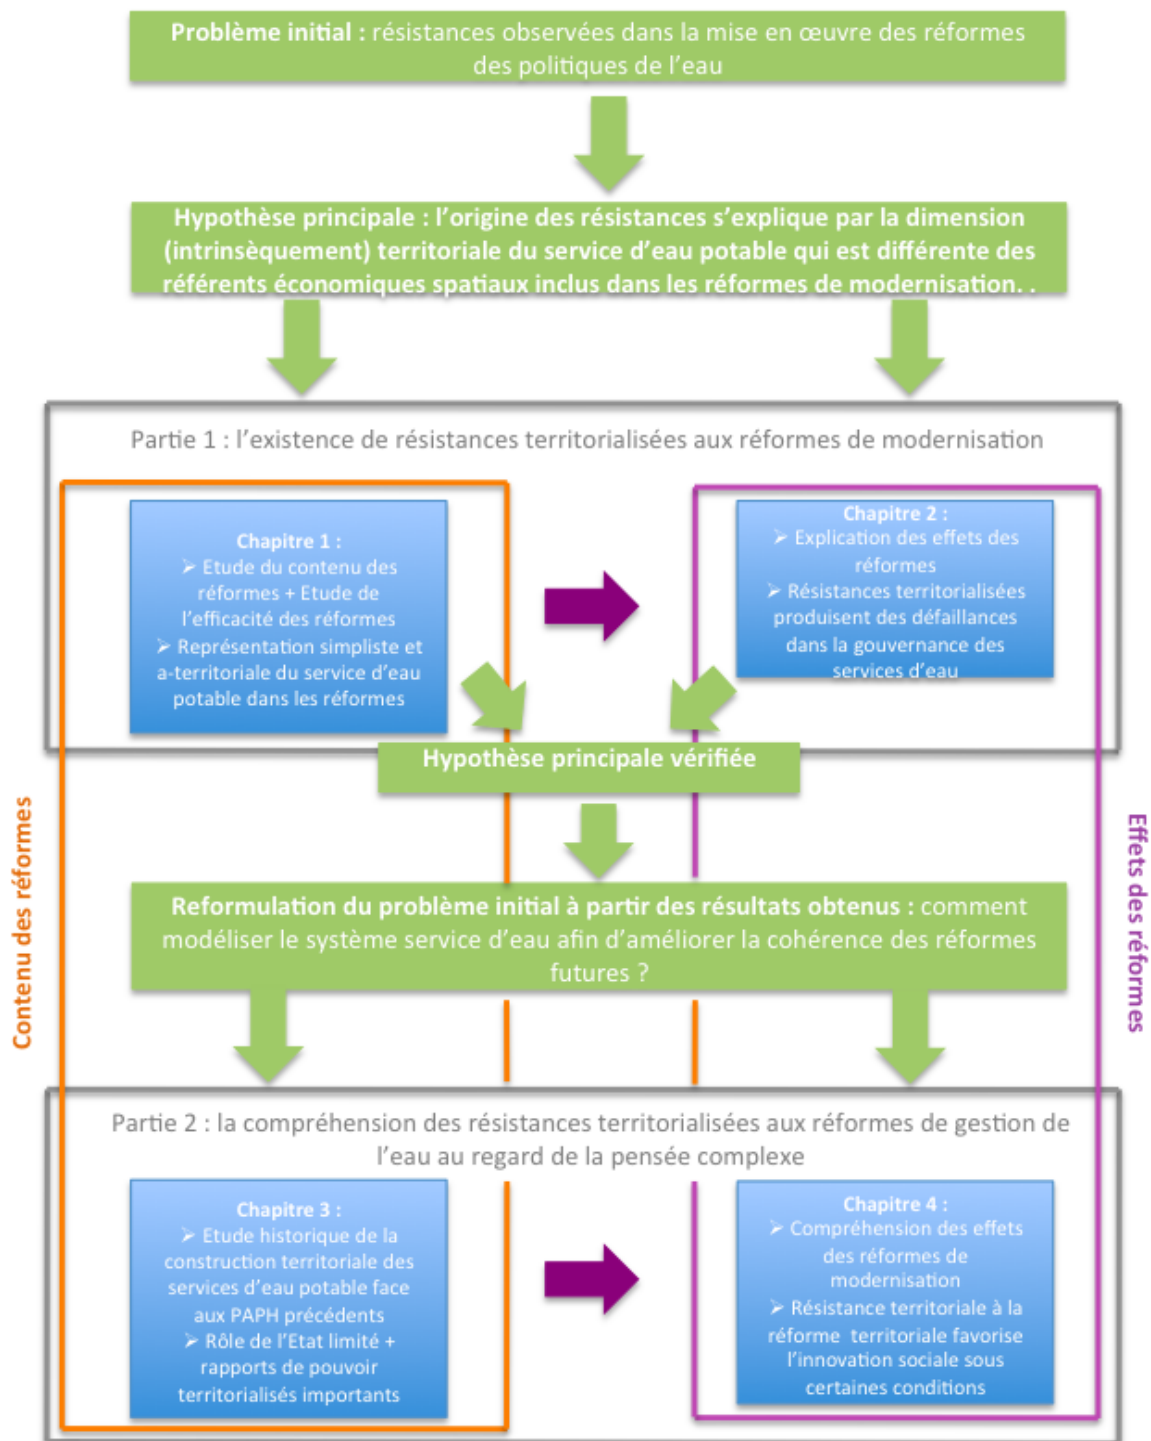 Problème initial : résistances observées dans la mise en œuvre des réformes
des politiques de l'eau
Hypothèse principale : l'origine des résistances s'explique par la dimension
(intrinsèquement) territoriale du service d'eau potable qui est différente des
référents économiques spatiaux inclus dans les réformes de modernisation. .
Partie 1 : l'existence de résistances territorialisées aux réformes de modernisation
Chapitre 1 :
➢ Etude du contenu des
réformes + Etude de
l'efficacité des réformes
➢ Représentation simpliste et
a-territoriale du service d'eau
potable dans les réformes
Chapitre 2 :
➢ Explication des effets des
réformes
➢ Résistances territorialisées
produisent des défaillances
dans la gouvernance des
services d'eau
Hypothèse principale vérifiée
Contenu des réformes
Effets des réformes
Reformulation du problème initial à partir des résultats obtenus : comment
modéliser le système service d'eau afin d'améliorer la cohérence des réformes
futures ?
Partie 2 : la compréhension des résistances territorialisées aux réformes de gestion de
l'eau au regard de la pensée complexe
Chapitre 3 :
➢ Etude historique de la
construction territoriale des
services d'eau potable face
aux PAPH précédents
➢ Rôle de l'Etat limité +
rapports de pouvoir
territorialisés importants
Chapitre 4 :
➢ Compréhension des effets
des réformes de
modernisation
➢ Résistance territoriale à la
réforme territoriale favorise
l'innovation sociale sous
certaines conditions